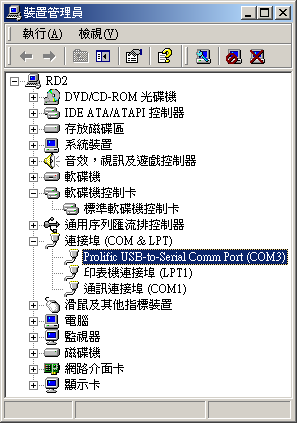 裝置管理員
執行(A) 檢視(V)
RD2
DVD/CD-ROM 光碟機
IDE ATA/ATAPI 控制器
存放磁碟區
系統裝置
音效，視訊及遊戲控制器
軟碟機
軟碟機控制卡
標準軟碟機控制卡
通用序列匯流排控制器
連接埠 (COM & LPT)
Prolific USB-to-Serial Comm Port (COM3)
印表機連接埠 (LPT1)
通訊連接埠 (COM1)
滑鼠及其他指標裝置
電腦
監視器
磁碟機
網路介面卡
顯示卡